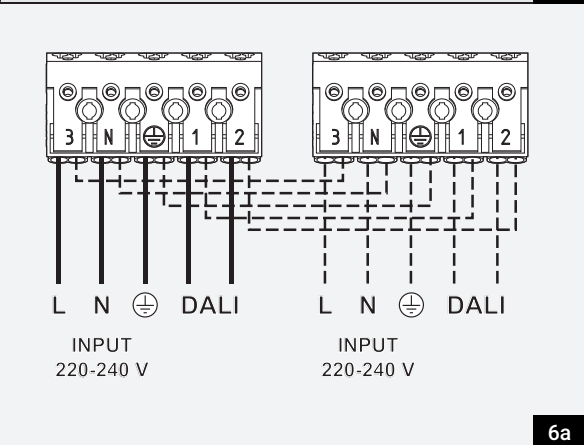 3 N 1 2 3 N 1 2
L N DALI L N DALI
INPUT INPUT
220-240 V 220-240 V
6a